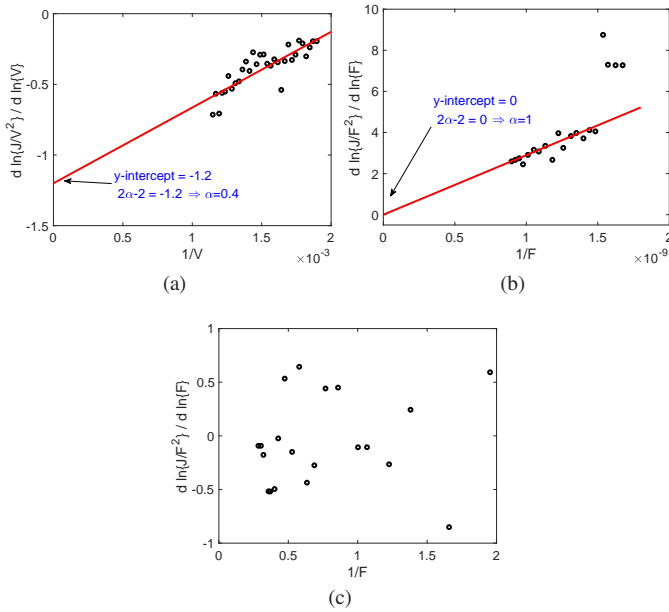 0
-0.5
-1
-1.5
d ln{J/V²} / d ln{V}
y-intercept = -1.2
2α-2 = -1.2 ⇒ α=0.4
0 0.5 1 1.5 2
1/V ×10⁻³
(a)
10
8
6
4
2
0
d ln{J/F²} / d ln{F}
y-intercept = 0
2α-2 = 0 ⇒ α=1
0 0.5 1 1.5 2
1/F ×10⁻⁹
(b)
1
0.5
0
-0.5
-1
d ln{J/F²} / d ln{F}
0 0.5 1 1.5 2
1/F
(c)